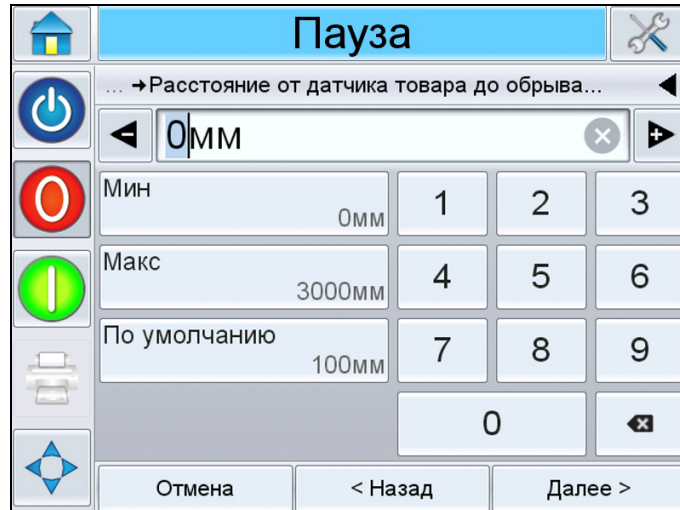 Пауза
... →Расстояние от датчика товара до обрыва...
0мм
Мин
0мм
1 2 3
Макс
3000мм
4 5 6
По умолчанию
100мм
7 8 9
0
Отмена < Назад Далее >